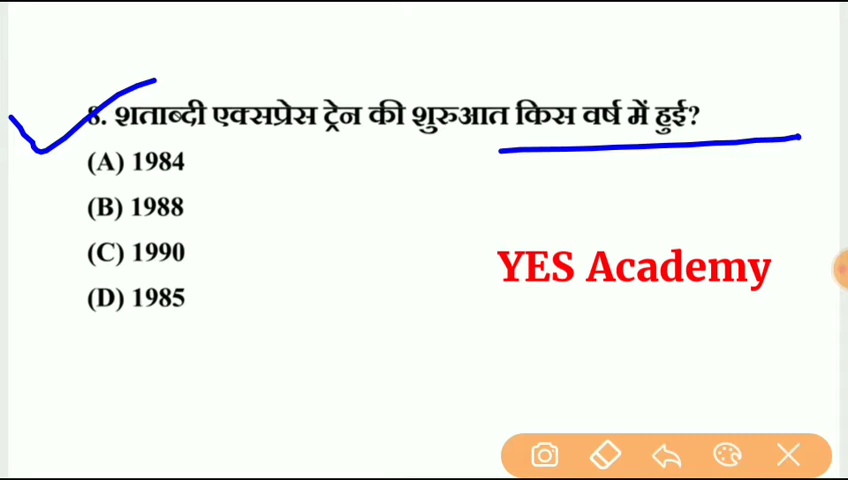 8. शताब्दी एक्सप्रेस ट्रेन की शुरुआत किस वर्ष में हुई?
(A) 1984
(B) 1988
(C) 1990
(D) 1985
YES Academy